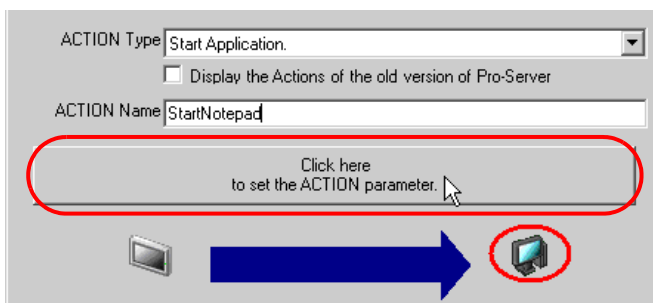 ACTION Type Start Application.
Display the Actions of the old version of Pro-Server
ACTION Name StartNotepad
Click here
to set the ACTION parameter.